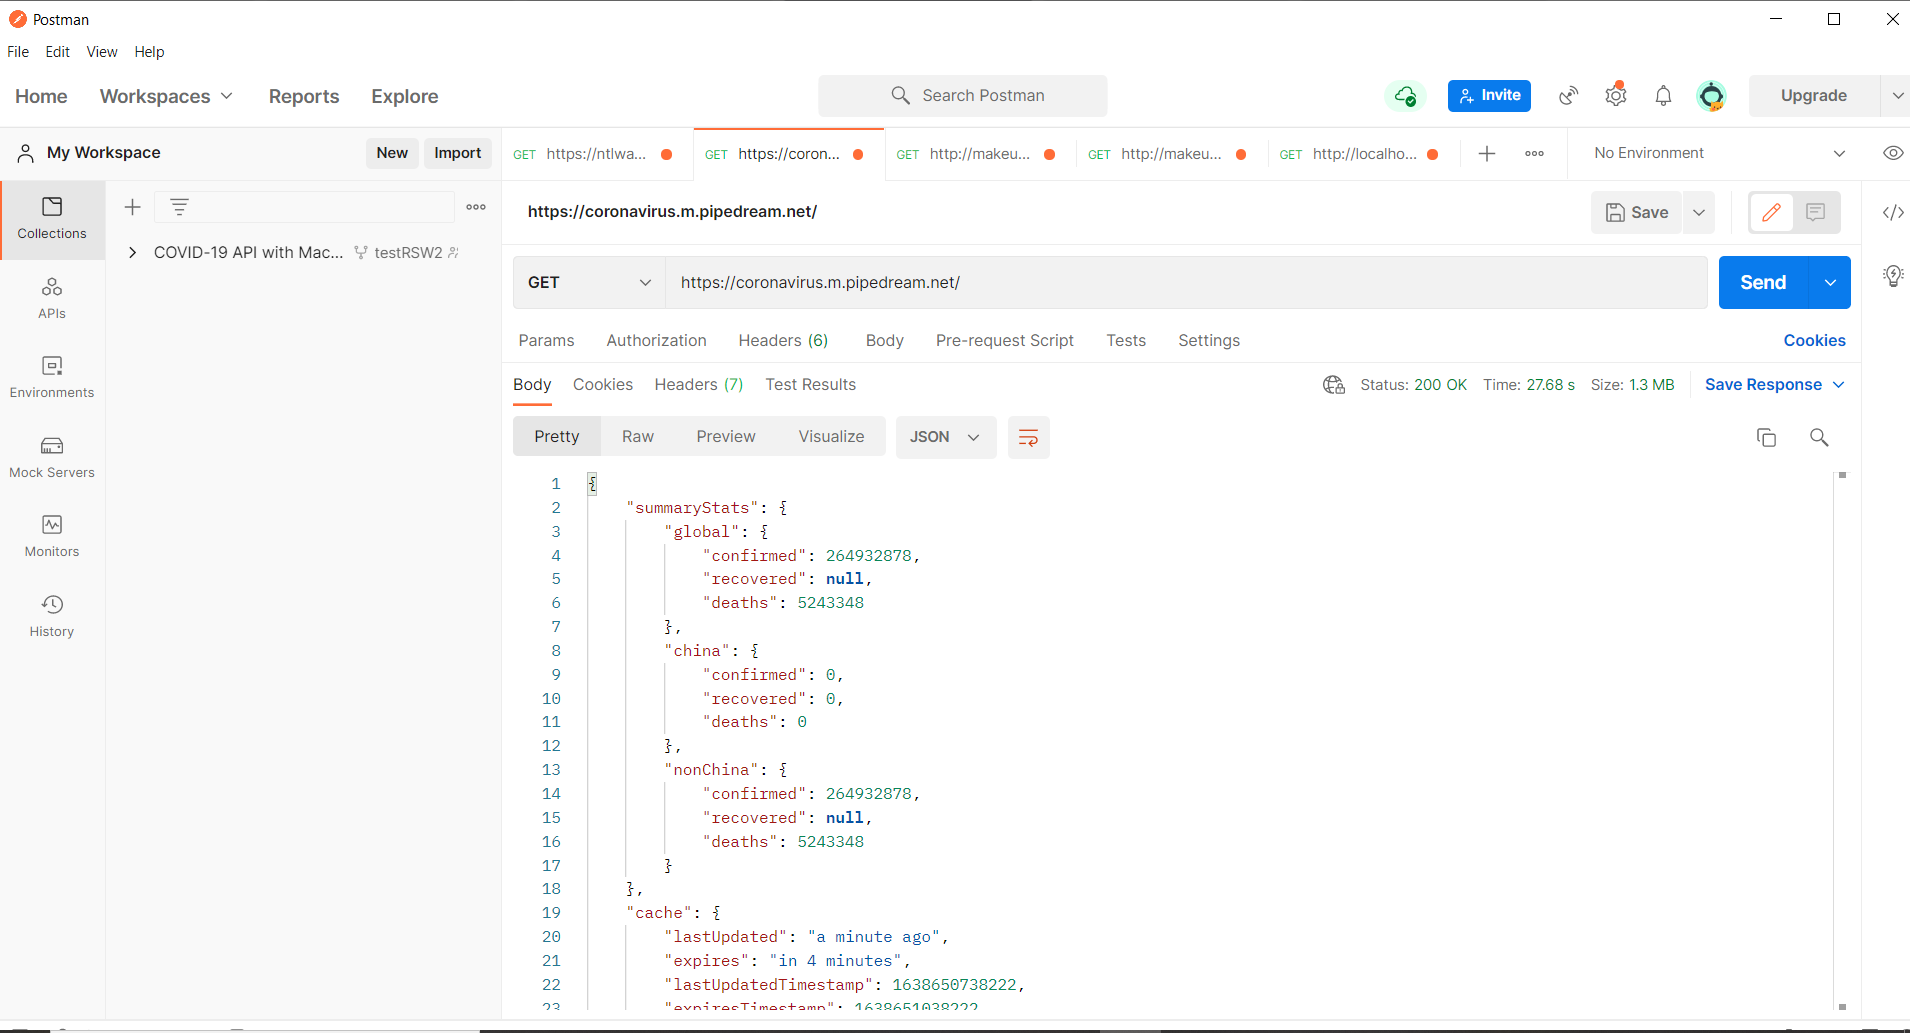 Postman
File Edit View Help
Home Workspaces Reports Explore Search Postman Invite Upgrade
My Workspace New Import GET https://ntlwa... GET https://coron... GET http://makeu... GET http://makeu... GET http://localho... No Environment
https://coronavirus.m.pipedream.net/ Save
Collections
COVID-19 API with Mac... testRSW2
APIs
Environments
Mock Servers
Monitors
History
GET https://coronavirus.m.pipedream.net/ Send
Params Authorization Headers (6) Body Pre-request Script Tests Settings Cookies
Body Cookies Headers (7) Test Results Status: 200 OK Time: 27.68 s Size: 1.3 MB Save Response
Pretty Raw Preview Visualize JSON
1 {
2 "summaryStats": {
3 "global": {
4 "confirmed": 264932878,
5 "recovered": null,
6 "deaths": 5243348
7 },
8 "china": {
9 "confirmed": 0,
10 "recovered": 0,
11 "deaths": 0
12 },
13 "nonChina": {
14 "confirmed": 264932878,
15 "recovered": null,
16 "deaths": 5243348
17 }
18 },
19 "cache": {
20 "lastUpdated": "a minute ago",
21 "expires": "in 4 minutes",
22 "lastUpdatedTimestamp": 1638650738222,
23 "expiresTimestamp": 1638651038222